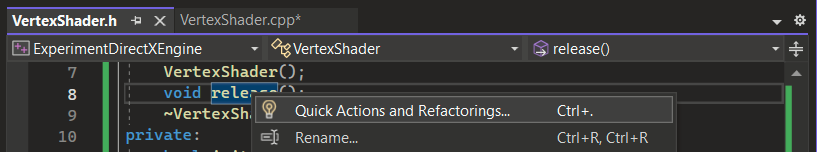 VertexShader.h VertexShader.cpp*
ExperimentDirectXEngine VertexShader release()
7 VertexShader();
8 void release();
9 ~VertexSha
Quick Actions and Refactorings... Ctrl+.
10 private:
Rename... Ctrl+R, Ctrl+R